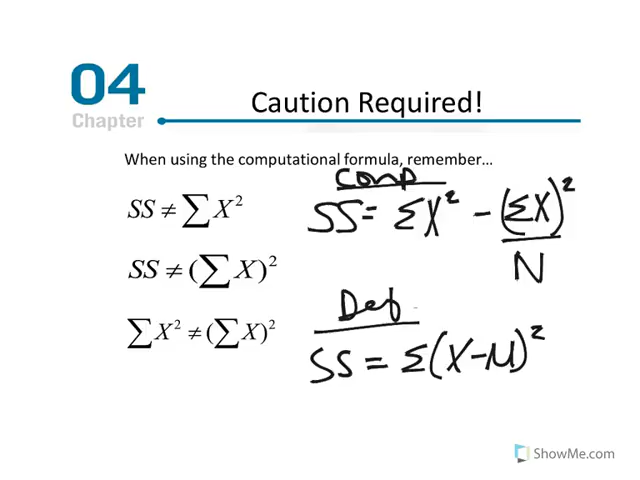 04
Chapter
Caution Required!
When using the computational formula, remember...
SS ≠ ∑ X²
SS ≠ (∑ X)²
∑ X² ≠ (∑ X)²
Comp
SS = ΣX² - (ΣX)²
N
Def
SS = Σ(X-M)²
ShowMe.com